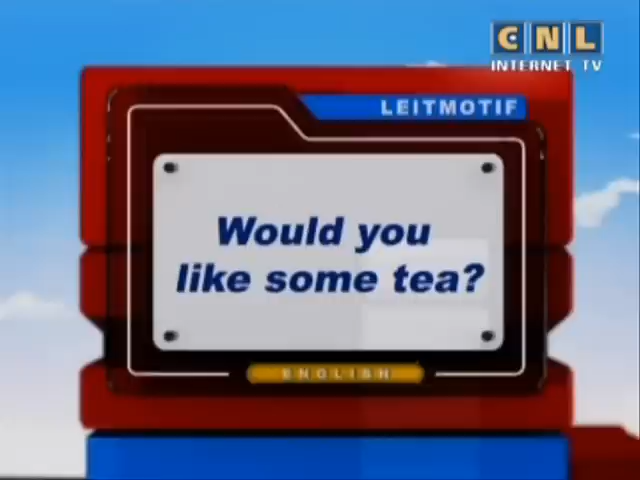 CNL
INTERNET TV
LEITMOTIF
Would you
like some tea?
ENGLISH